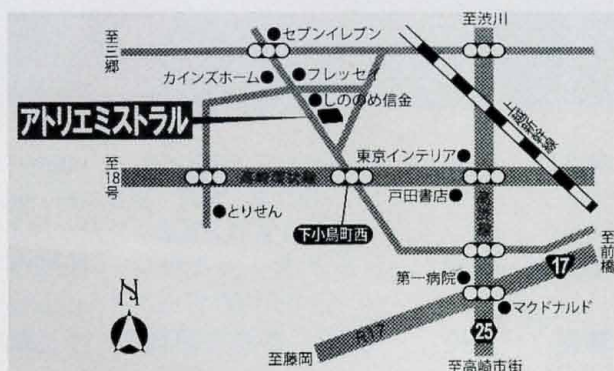 至渋川
セブンイレブン
至三郷
カインズホーム
フレッセイ
しののめ信金
アトリエミストラル
上越新幹線
東京インテリア
至18号
高崎環状線
戸田書店
高渋線
とりせん
下小鳥町西
至前橋
17
第一病院
マクドナルド
N
R17
25
至藤岡
至高崎市街